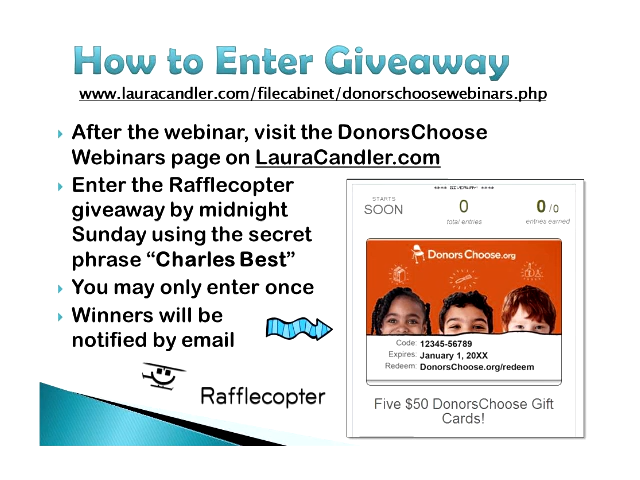 How to Enter Giveaway
www.lauracandler.com/filecabinet/donorschoosewebinars.php
After the webinar, visit the DonorsChoose
Webinars page on LauraCandler.com
Enter the Rafflecopter
giveaway by midnight
Sunday using the secret
phrase “Charles Best”
You may only enter once
Winners will be
notified by email
Rafflecopter
**** GIVEAWAY ****
STARTS
SOON
0
total entries
0 / 0
entries earned
DonorsChoose.org
Code: 12345-56789
Expires: January 1, 20XX
Redeem: DonorsChoose.org/redeem
Five $50 DonorsChoose Gift
Cards!